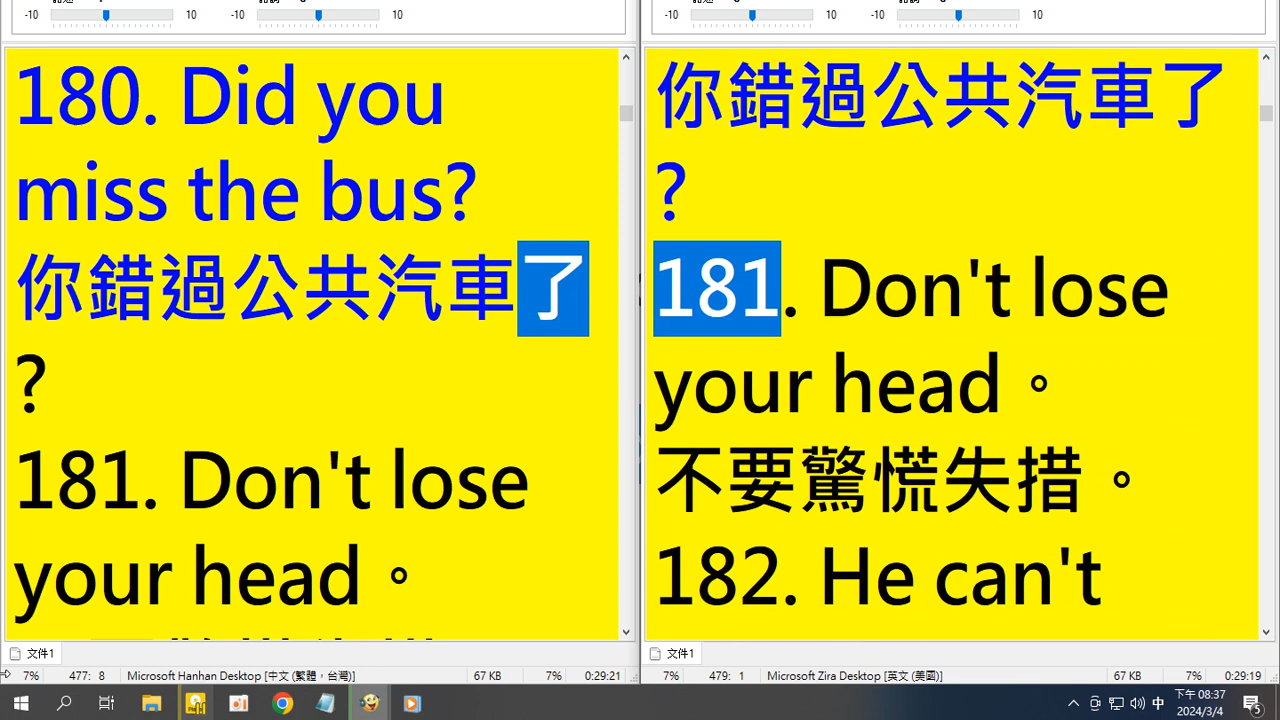 -10 10 -10 10
180. Did you
miss the bus?
你錯過公共汽車了
?
181. Don't lose
your head。
文件1
7% 477: 8 Microsoft Hanhan Desktop [中文 (繁體，台灣)] 67 KB 7% 0:29:21
-10 10 -10 10
你錯過公共汽車了
?
181. Don't lose
your head。
不要驚慌失措。
182. He can't
文件1
7% 479: 1 Microsoft Zira Desktop [英文 (美國)] 67 KB 7% 0:29:19
中
下午 08:37
2024/3/4
5